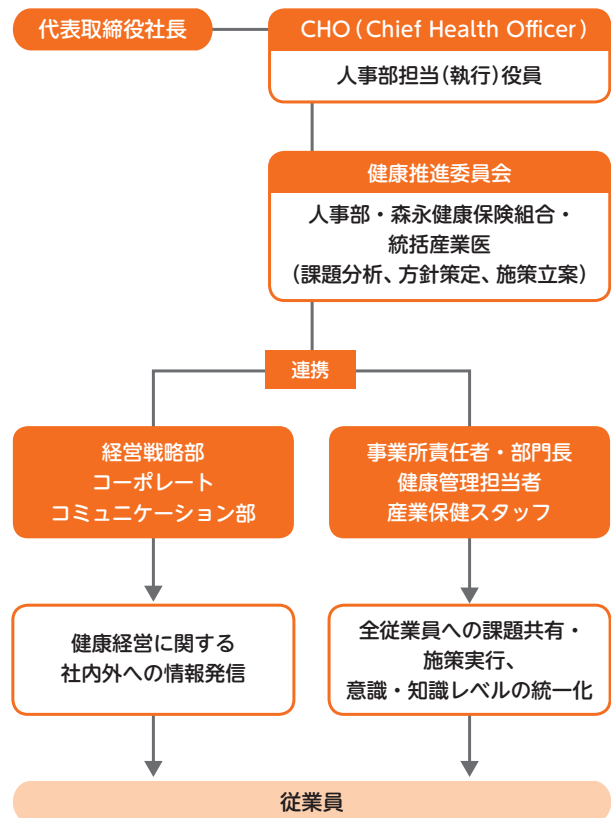 代表取締役社長
CHO(Chief Health Officer)
人事部担当(執行)役員
健康推進委員会
人事部・森永健康保険組合・
統括産業医
(課題分析、方針策定、施策立案)
連携
経営戦略部
コーポレート
コミュニケーション部
事業所責任者・部門長
健康管理担当者
産業保健スタッフ
健康経営に関する
社内外への情報発信
全従業員への課題共有・
施策実行、
意識・知識レベルの統一化
従業員